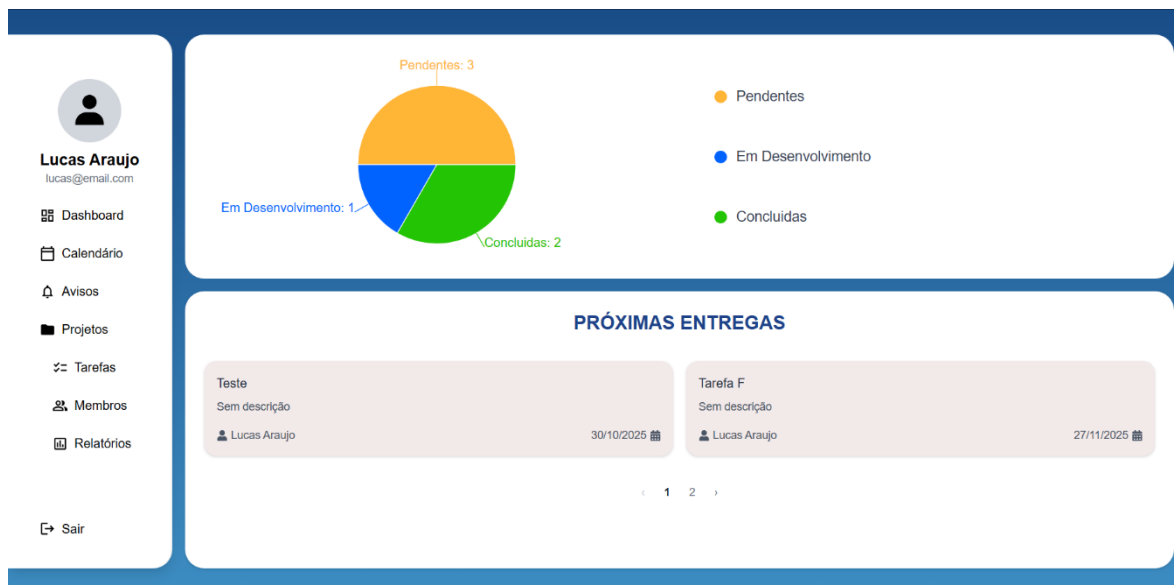 Lucas Araujo
lucas@email.com
Dashboard
Calendário
Avisos
Projetos
Tarefas
Membros
Relatórios
Sair
Pendentes: 3
Em Desenvolvimento: 1
Concluidas: 2
Pendentes
Em Desenvolvimento
Concluidas
PRÓXIMAS ENTREGAS
Teste
Sem descrição
Lucas Araujo 30/10/2025
Tarefa F
Sem descrição
Lucas Araujo 27/11/2025
‹ 1 2 ›